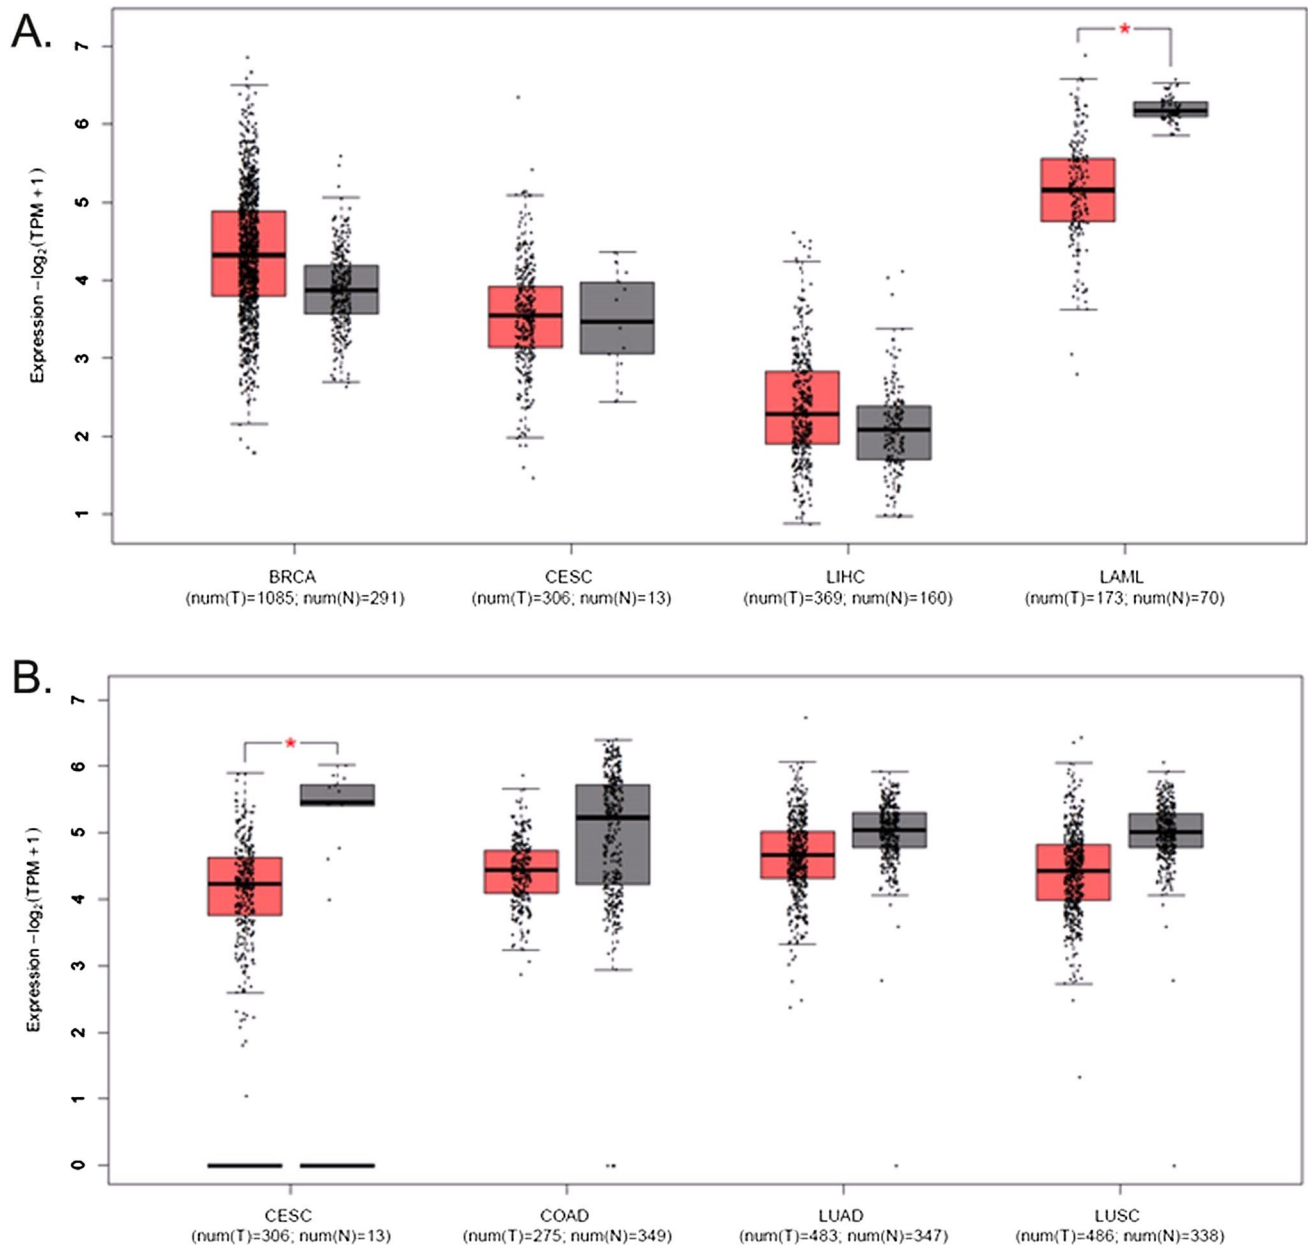 A.
7
6
5
4
3
2
1
Expression −log₂(TPM + 1)
*
BRCA
(num(T)=1085; num(N)=291)
CESC
(num(T)=306; num(N)=13)
LIHC
(num(T)=369; num(N)=160)
LAML
(num(T)=173; num(N)=70)
B.
7
6
5
4
3
2
1
0
Expression −log₂(TPM + 1)
*
CESC
(num(T)=306; num(N)=13)
COAD
(num(T)=275; num(N)=349)
LUAD
(num(T)=483; num(N)=347)
LUSC
(num(T)=486; num(N)=338)